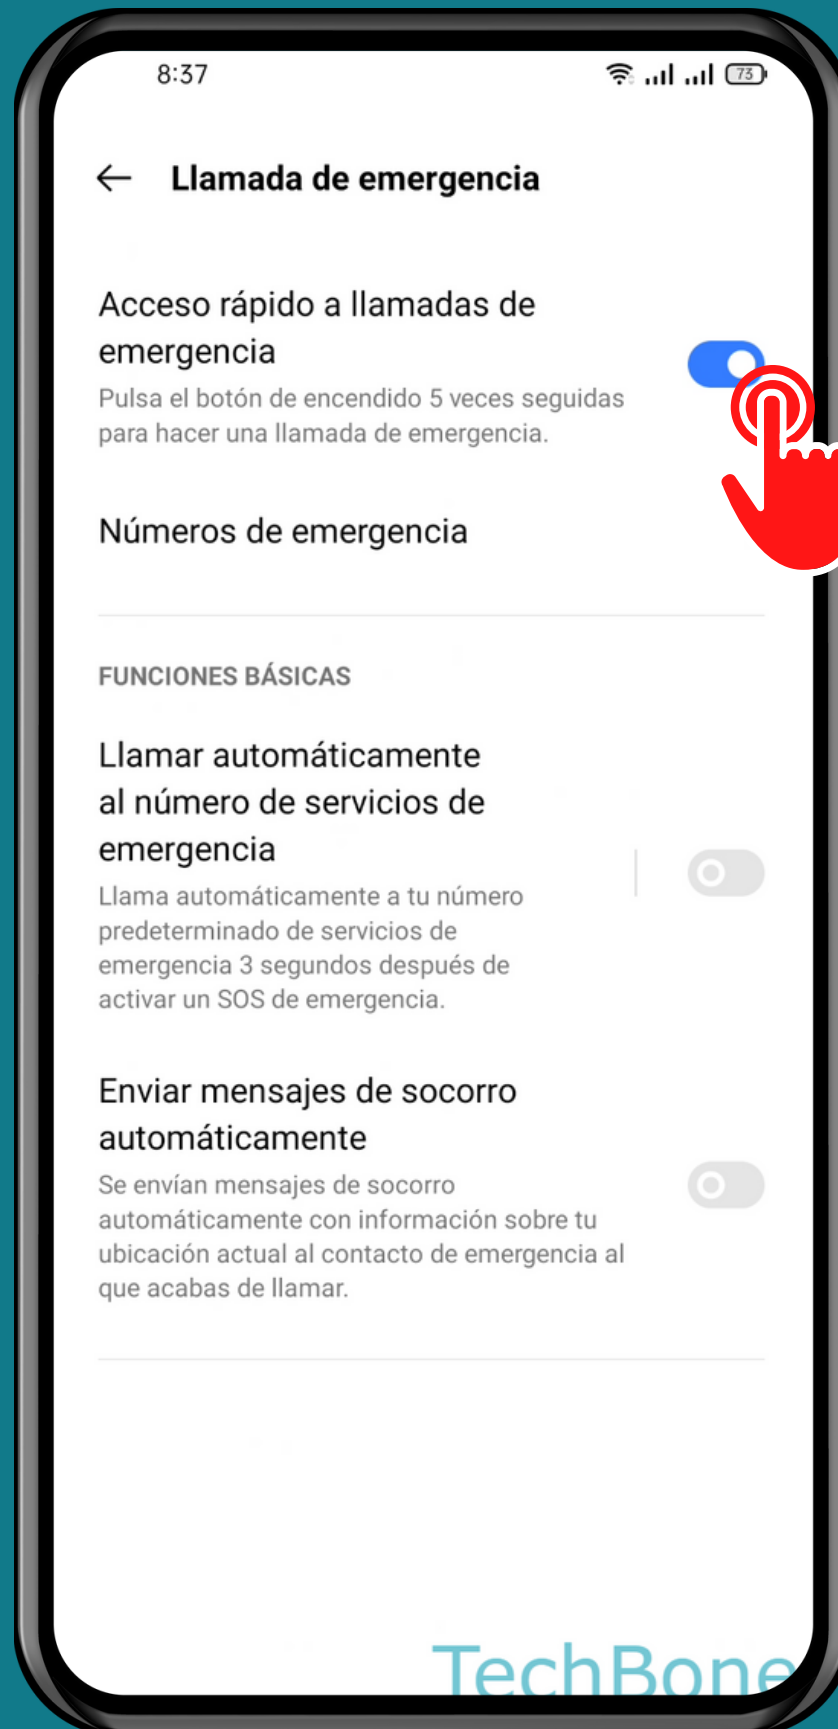 8:37
73
Llamada de emergencia
Acceso rápido a llamadas de
emergencia
Pulsa el botón de encendido 5 veces seguidas
para hacer una llamada de emergencia.
Números de emergencia
FUNCIONES BÁSICAS
Llamar automáticamente
al número de servicios de
emergencia
Llama automáticamente a tu número
predeterminado de servicios de
emergencia 3 segundos después de
activar un SOS de emergencia.
Enviar mensajes de socorro
automáticamente
Se envían mensajes de socorro
automáticamente con información sobre tu
ubicación actual al contacto de emergencia al
que acabas de llamar.
TechBone